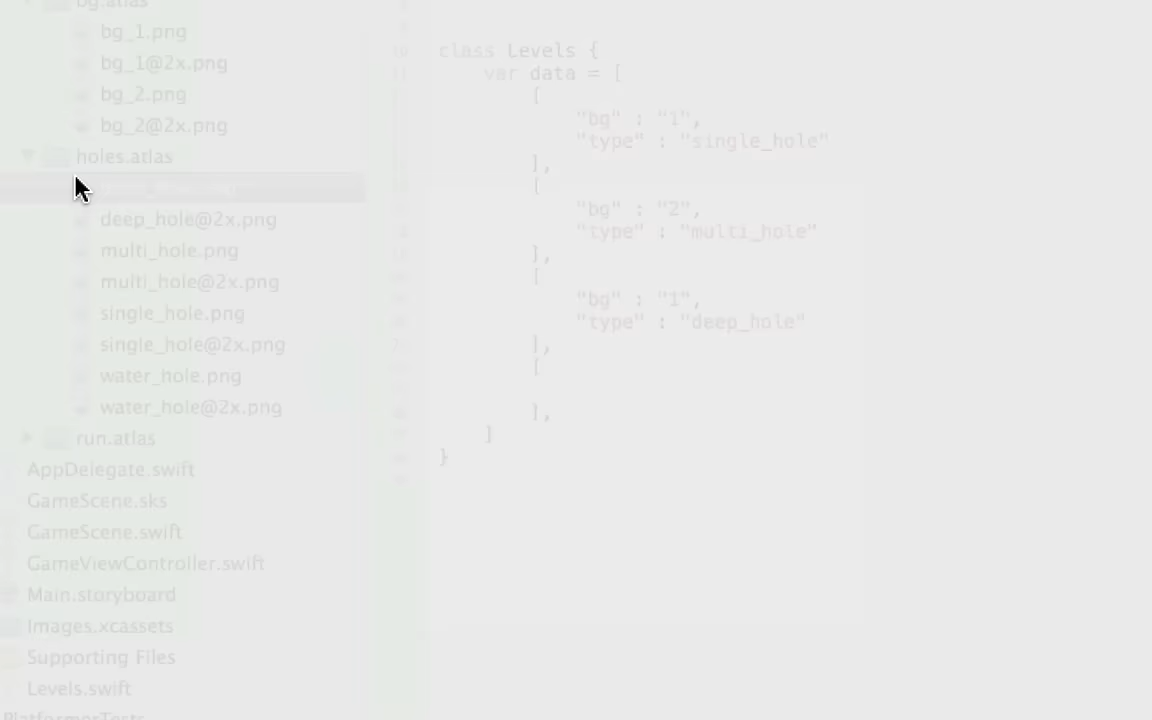 bg.atlas
bg_1.png
bg_1@2x.png
bg_2.png
bg_2@2x.png
holes.atlas
deep_hole@2x.png
multi_hole.png
multi_hole@2x.png
single_hole.png
single_hole@2x.png
water_hole.png
water_hole@2x.png
run.atlas
AppDelegate.swift
GameScene.sks
GameScene.swift
GameViewController.swift
Main.storyboard
Images.xcassets
Supporting Files
Levels.swift
PlatformerTests
class Levels {
var data = [
[
"bg" : "1",
"type" : "single_hole"
],
[
"bg" : "2",
"type" : "multi_hole"
],
[
"bg" : "1",
"type" : "deep_hole"
],
[
],
]
}